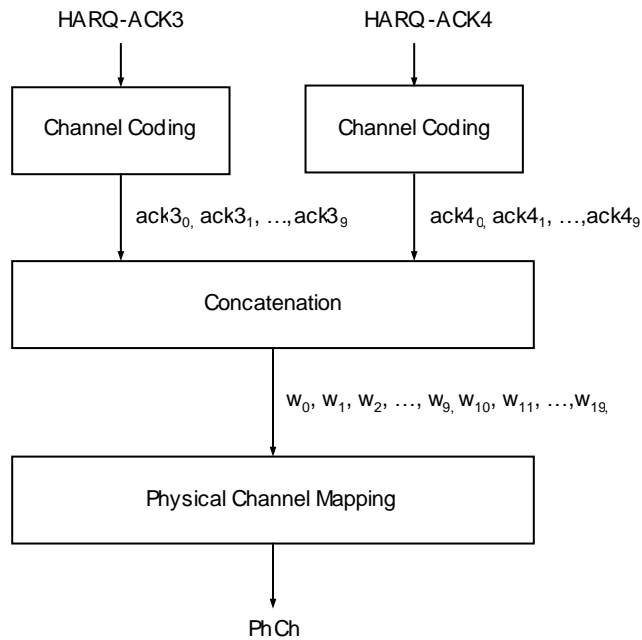 HARQ-ACK3 HARQ-ACK4
Channel Coding Channel Coding
ack3₀, ack3₁, …,ack3₉ ack4₀, ack4₁, …,ack4₉
Concatenation
w₀, w₁, w₂, …, w₉, w₁₀, w₁₁, …,w₁₉,
Physical Channel Mapping
PhCh